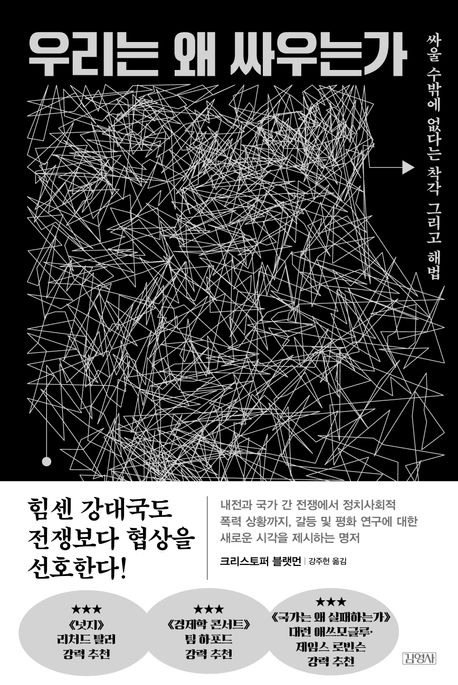 우리는 왜 싸우는가
싸울 수밖에 없다는 착각 그리고 해법
힘센 강대국도
전쟁보다 협상을
선호한다!
내전과 국가 간 전쟁에서 정치사회적
폭력 상황까지, 갈등 및 평화 연구에 대한
새로운 시각을 제시하는 명저
크리스토퍼 블랫먼 | 강주헌 옮김
★★★
《넛지》
리처드 탈러
강력 추천
★★★
《경제학 콘서트》
팀 하포드
강력 추천
★★★
《국가는 왜 실패하는가》
대런 애쓰모글루·
제임스 로빈슨
강력 추천
김영사